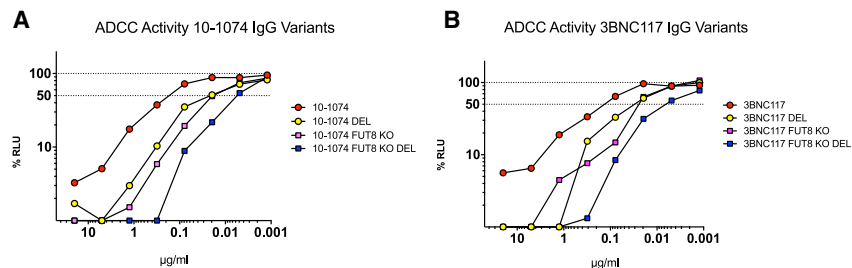 A
ADCC Activity 10-1074 IgG Variants
100
50
10
% RLU
10
1
0.1
0.01
0.001
µg/ml
10-1074
10-1074 DEL
10-1074 FUT8 KO
10-1074 FUT8 KO DEL
B
ADCC Activity 3BNC117 IgG Variants
100
50
10
% RLU
10
1
0.1
0.01
0.001
µg/ml
3BNC117
3BNC117 DEL
3BNC117 FUT8 KO
3BNC117 FUT8 KO DEL